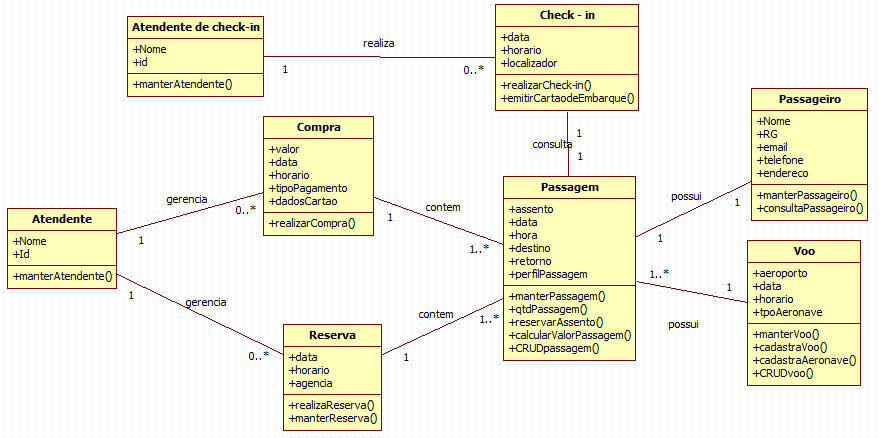 Atendente de check-in
+Nome
+id
+manterAtendente()
realiza
1
0..*
Check - in
+data
+horario
+localizador
+realizarCheck-in()
+emitirCartaodeEmbarque()
1
consulta
1
Compra
+valor
+data
+horario
+tipoPagamento
+dadosCartao
+realizarCompra()
gerencia
1
0..*
contem
1
1..*
Passageiro
+Nome
+RG
+email
+telefone
+endereco
+manterPassageiro()
+consultaPassageiro()
possui
1
1
Passagem
+assento
+data
+hora
+destino
+retorno
+perfilPassagem
+manterPassagem()
+qtdPassagem()
+reservarAssento()
+calcularValorPassagem()
+CRUDpassagem()
Atendente
+Nome
+Id
+manterAtendente()
1
gerencia
0..*
Voo
+aeroporto
+data
+horario
+tpoAeronave
+manterVoo()
+cadastraVoo()
+cadastraAeronave()
+CRUDvoo()
1..*
1
possui
contem
1
1..*
Reserva
+data
+horario
+agencia
+realizaReserva()
+manterReserva()